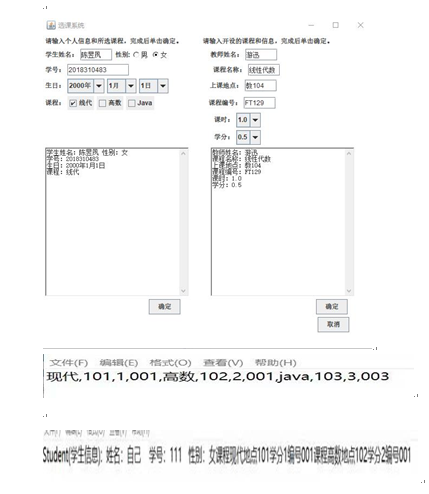 选课系统
请输入个人信息和所选课程，完成后单击确定。
学生姓名：陈昱凤 性别：男 女
学号：2018310483
生日：2000年 1月 1日
课程：线代 高数 Java
学生姓名：陈昱凤 性别：女
学号：2018310483
生日：2000年1月1日
课程：线代
确定
请输入开设的课程和信息，完成后单击确定。
教师姓名：游迅
课程名称：线性代数
上课地点：教104
课程编号：FT129
课时：1.0
学分：0.5
教师姓名：游迅
课程名称：线性代数
上课地点：教104
课程编号：FT129
课时：1.0
学分：0.5
确定
取消
文件(F) 编辑(E) 格式(O) 查看(V) 帮助(H)
现代,101,1,001,高数,102,2,001,java,103,3,003
Student(学生信息): 姓名：自己 学号：111 性别：女课程现代地点101学分1编号001课程高数地点102学分2编号001